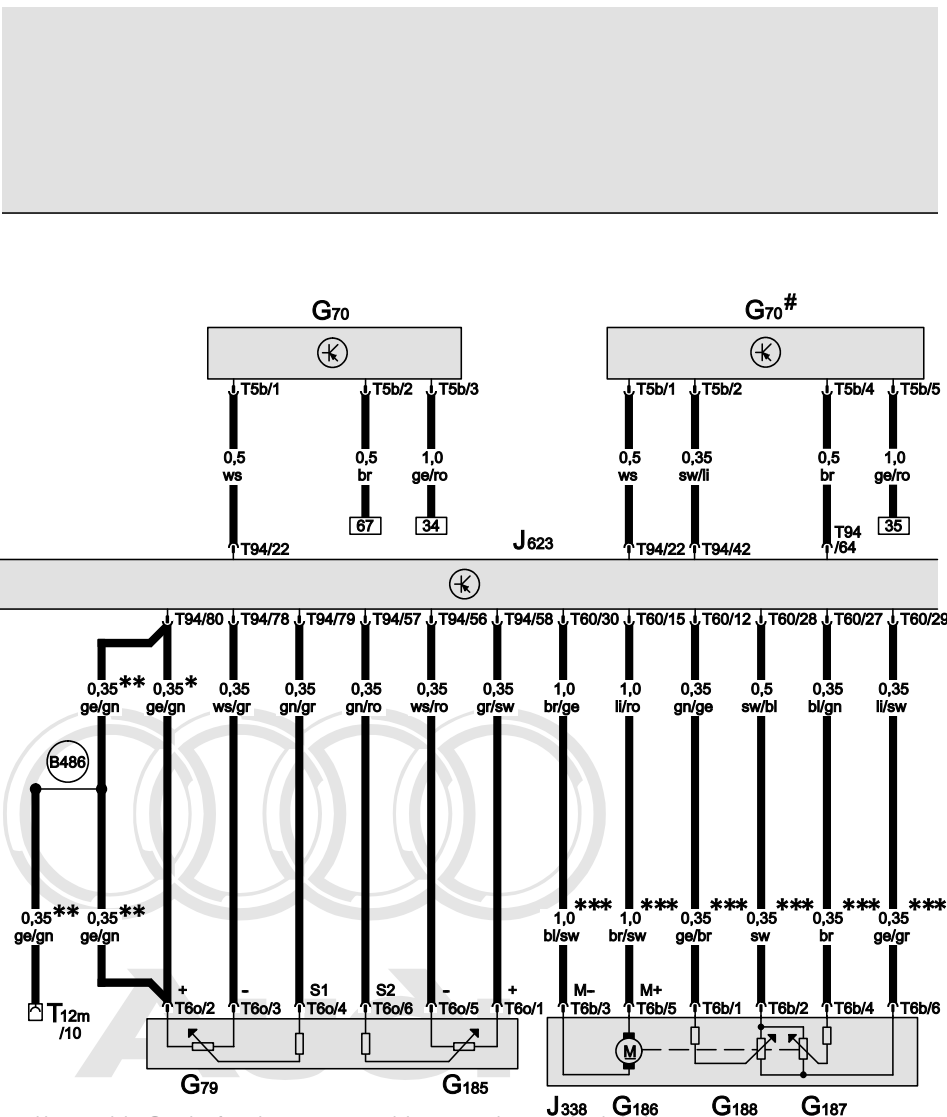 G70 G70#
T5b/1 T5b/2 T5b/3 T5b/1 T5b/2 T5b/4 T5b/5
0,5 0,5 1,0 0,5 0,35 0,5 1,0
ws br ge/ro ws sw/li br ge/ro
67 34 35
T94/22 J623 T94/22 T94/42 T94
/64
T94/80 T94/78 T94/79 T94/57 T94/56 T94/58 T60/30 T60/15 T60/12 T60/28 T60/27 T60/29
0,35** 0,35* 0,35 0,35 0,35 0,35 0,35 1,0 1,0 0,35 0,5 0,35 0,35
ge/gn ge/gn ws/gr gn/gr gn/ro ws/ro gr/sw br/ge li/ro gn/ge sw/bl bl/gn li/sw
B486
0,35** 0,35** 1,0*** 1,0*** 0,35*** 0,35*** 0,35*** 0,35***
ge/gn ge/gn bl/sw br/sw ge/br sw br ge/gr
Audi
+ - S1 S2 - + M- M+
T12m T6o/2 T6o/3 T6o/4 T6o/6 T6o/5 T6o/1 T6b/3 T6b/5 T6b/1 T6b/2 T6b/4 T6b/6
/10
M
G79 G185
J338 G186 G188 G187